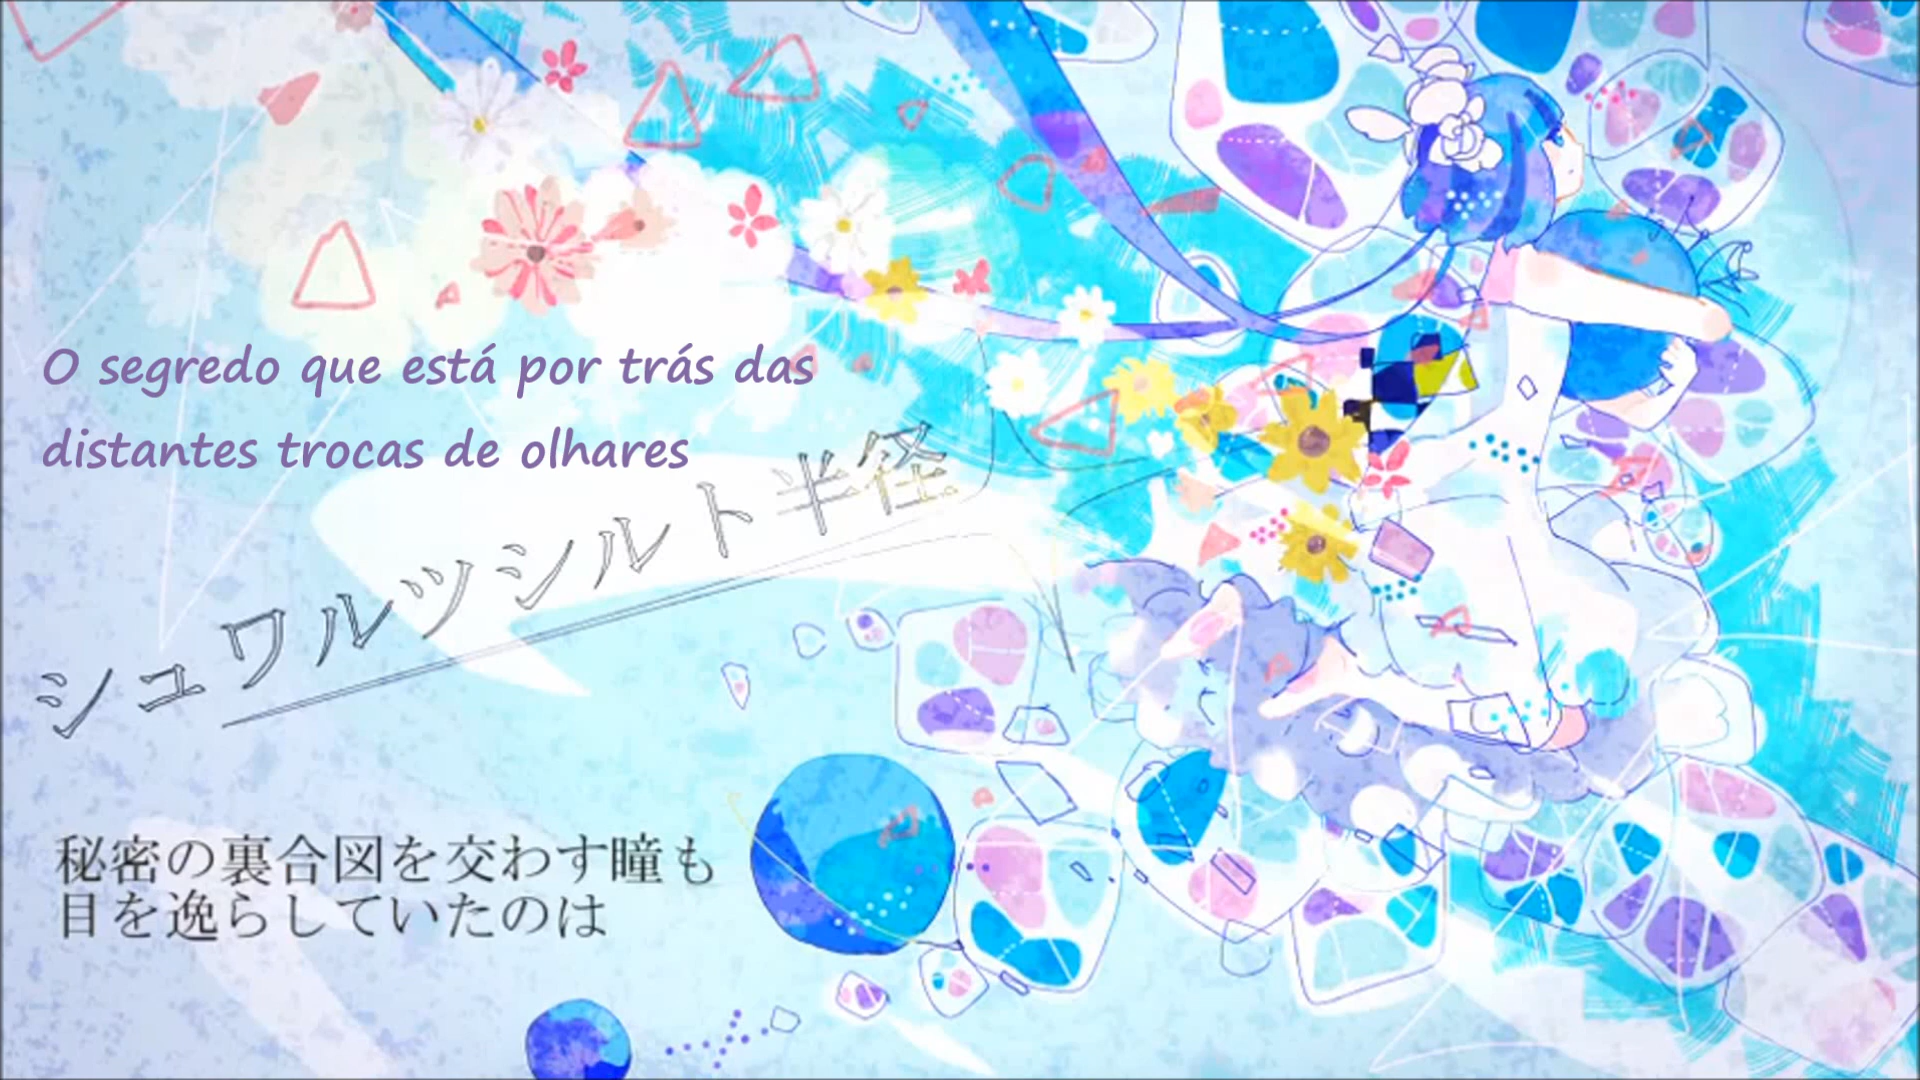 O segredo que está por trás das
distantes trocas de olhares
シュワルツシルト半径
秘密の裏合図を交わす瞳も
目を逸らしていたのは